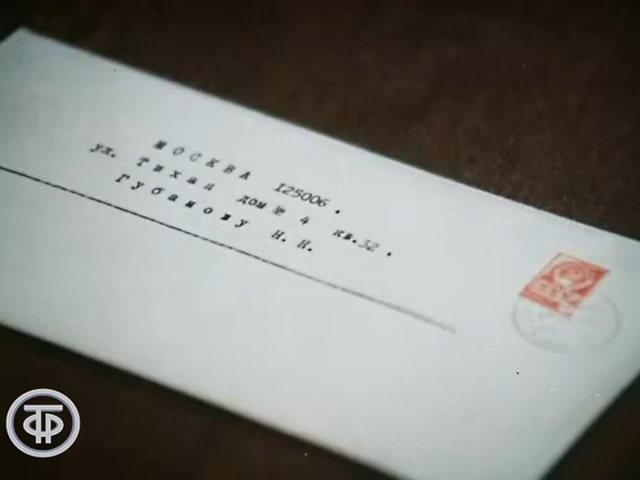 МОСКВА 125006,
ул. Тихая дом № 4 кв.32,
Губанову Н.Н.